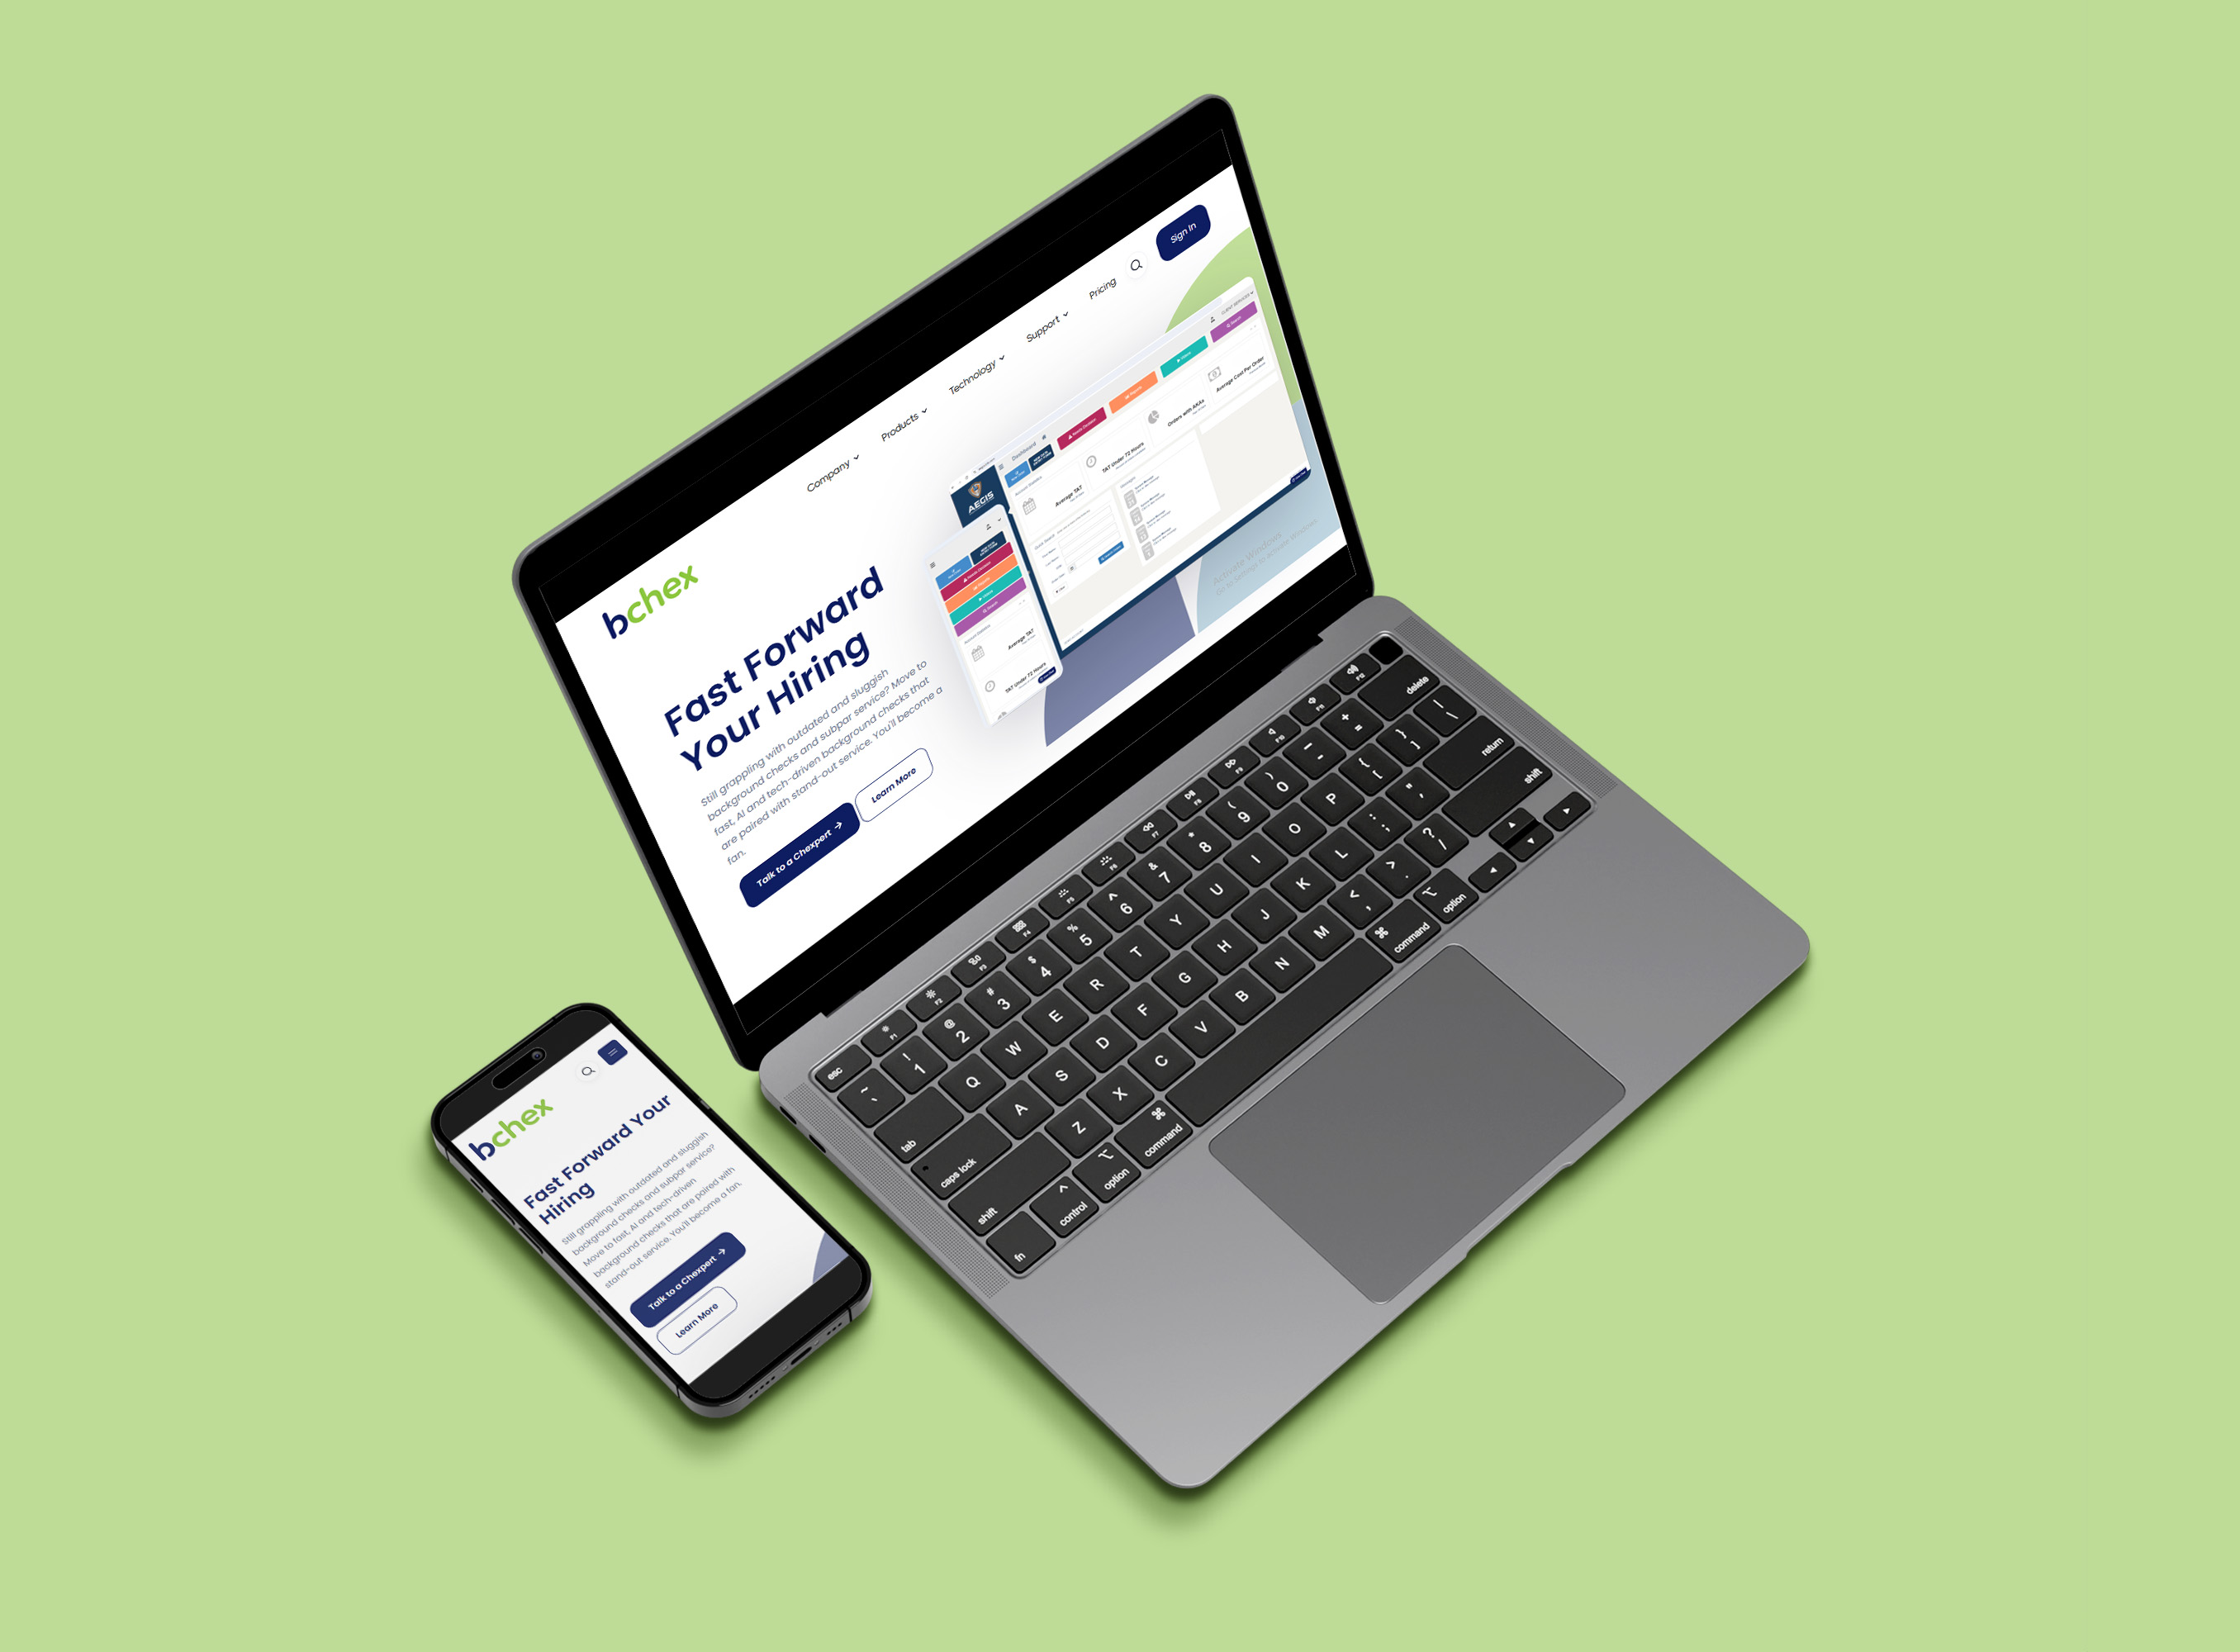 bchex
Company
Products
Technology
Support
Pricing
Sign In
Fast Forward
Your Hiring
Still grappling with outdated and sluggish
background checks and subpar service? Move to
fast, AI and tech-driven background checks that
are paired with stand-out service. You'll become a
fan.
Talk to a Chexpert →
Learn More
AEGIS
Dashboard
Average TAT
TAT Under 72 Hours
Orders with AKAs
Average Cost Per Order
Average TAT
TAT Under 72 Hours
Activate Windows
Go to Settings to activate Windows.
bchex
Fast Forward Your
Hiring
Still grappling with outdated and sluggish
background checks and subpar service?
Move to fast, AI and tech-driven
background checks that are paired with
stand-out service. You'll become a fan.
Talk to a Chexpert →
Learn More
esc F1 F2 F3 F4 F5 F6 F7 F8 F9 F10 F11 F12
~ ` ! 1 @ 2 # 3 $ 4 % 5 ^ 6 & 7 * 8 ( 9 ) 0 _ - + = delete
tab Q W E R T Y U I O P { [ } ] | \
caps lock A S D F G H J K L : ; " ' return
shift Z X C V B N M < , > . ? / shift
fn control option command command option